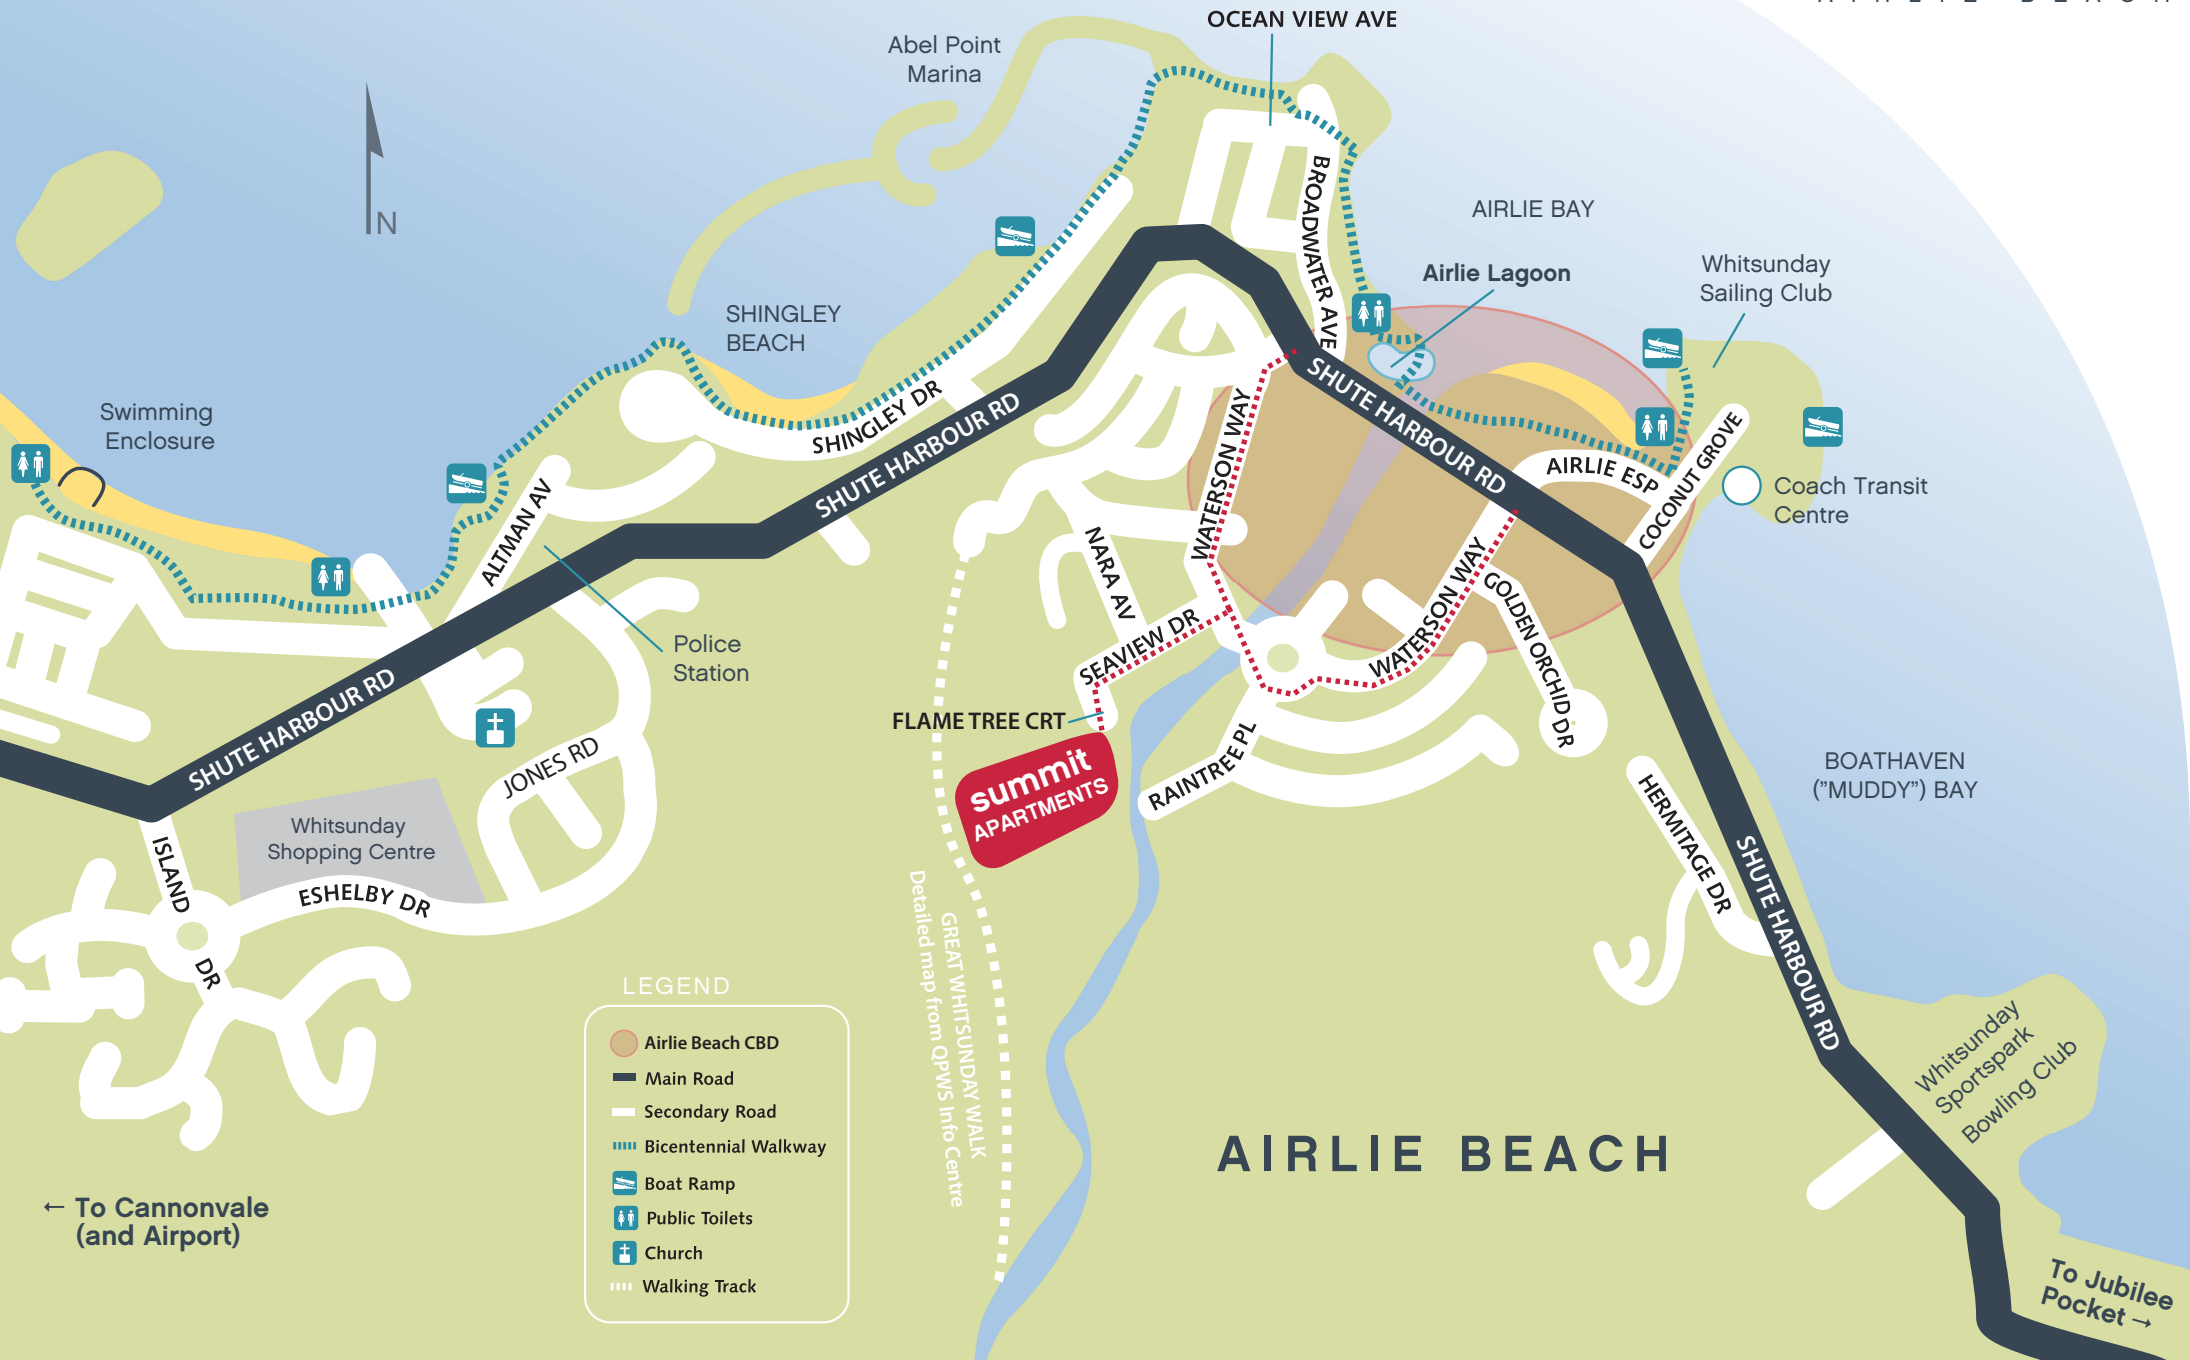 OCEAN VIEW AVE
Abel Point
Marina
N
BROADWATER AVE
AIRLIE BAY
Airlie Lagoon
Whitsunday
Sailing Club
SHINGLEY
BEACH
Swimming
Enclosure
SHINGLEY DR
SHUTE HARBOUR RD
SHUTE HARBOUR RD
WATERSON WAY
AIRLIE ESP
COCONUT GROVE
Coach Transit
Centre
ALTMAN AV
NARA AV
WATERSON WAY
GOLDEN ORCHID DR
SEAVIEW DR
Police
Station
SHUTE HARBOUR RD
FLAME TREE CRT
summit
APARTMENTS
RAINTREE PL
JONES RD
BOATHAVEN
("MUDDY") BAY
HERMITAGE DR
SHUTE HARBOUR RD
Whitsunday
Shopping Centre
ISLAND
DR
ESHELBY DR
GREAT WHITSUNDAY WALK
Detailed map from QPWS Info Centre
LEGEND
Airlie Beach CBD
Main Road
Secondary Road
Bicentennial Walkway
Boat Ramp
Public Toilets
Church
Walking Track
Whitsunday
Sportspark
Bowling Club
AIRLIE BEACH
← To Cannonvale
(and Airport)
To Jubilee
Pocket →